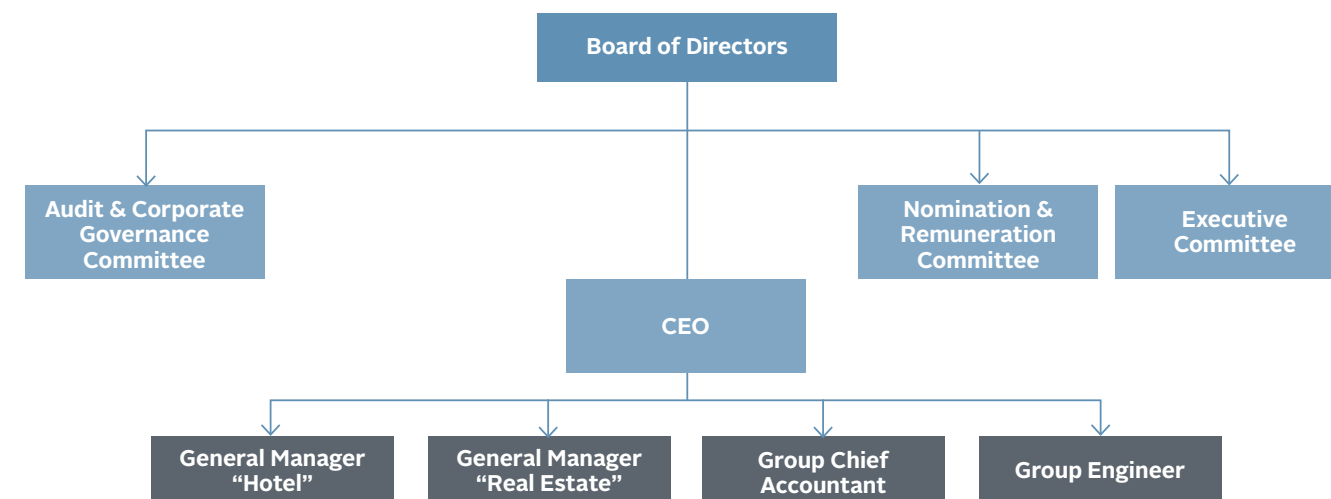 Board of Directors
Audit & Corporate
Governance
Committee
Nomination &
Remuneration
Committee
Executive
Committee
CEO
General Manager
“Hotel”
General Manager
“Real Estate”
Group Chief
Accountant
Group Engineer